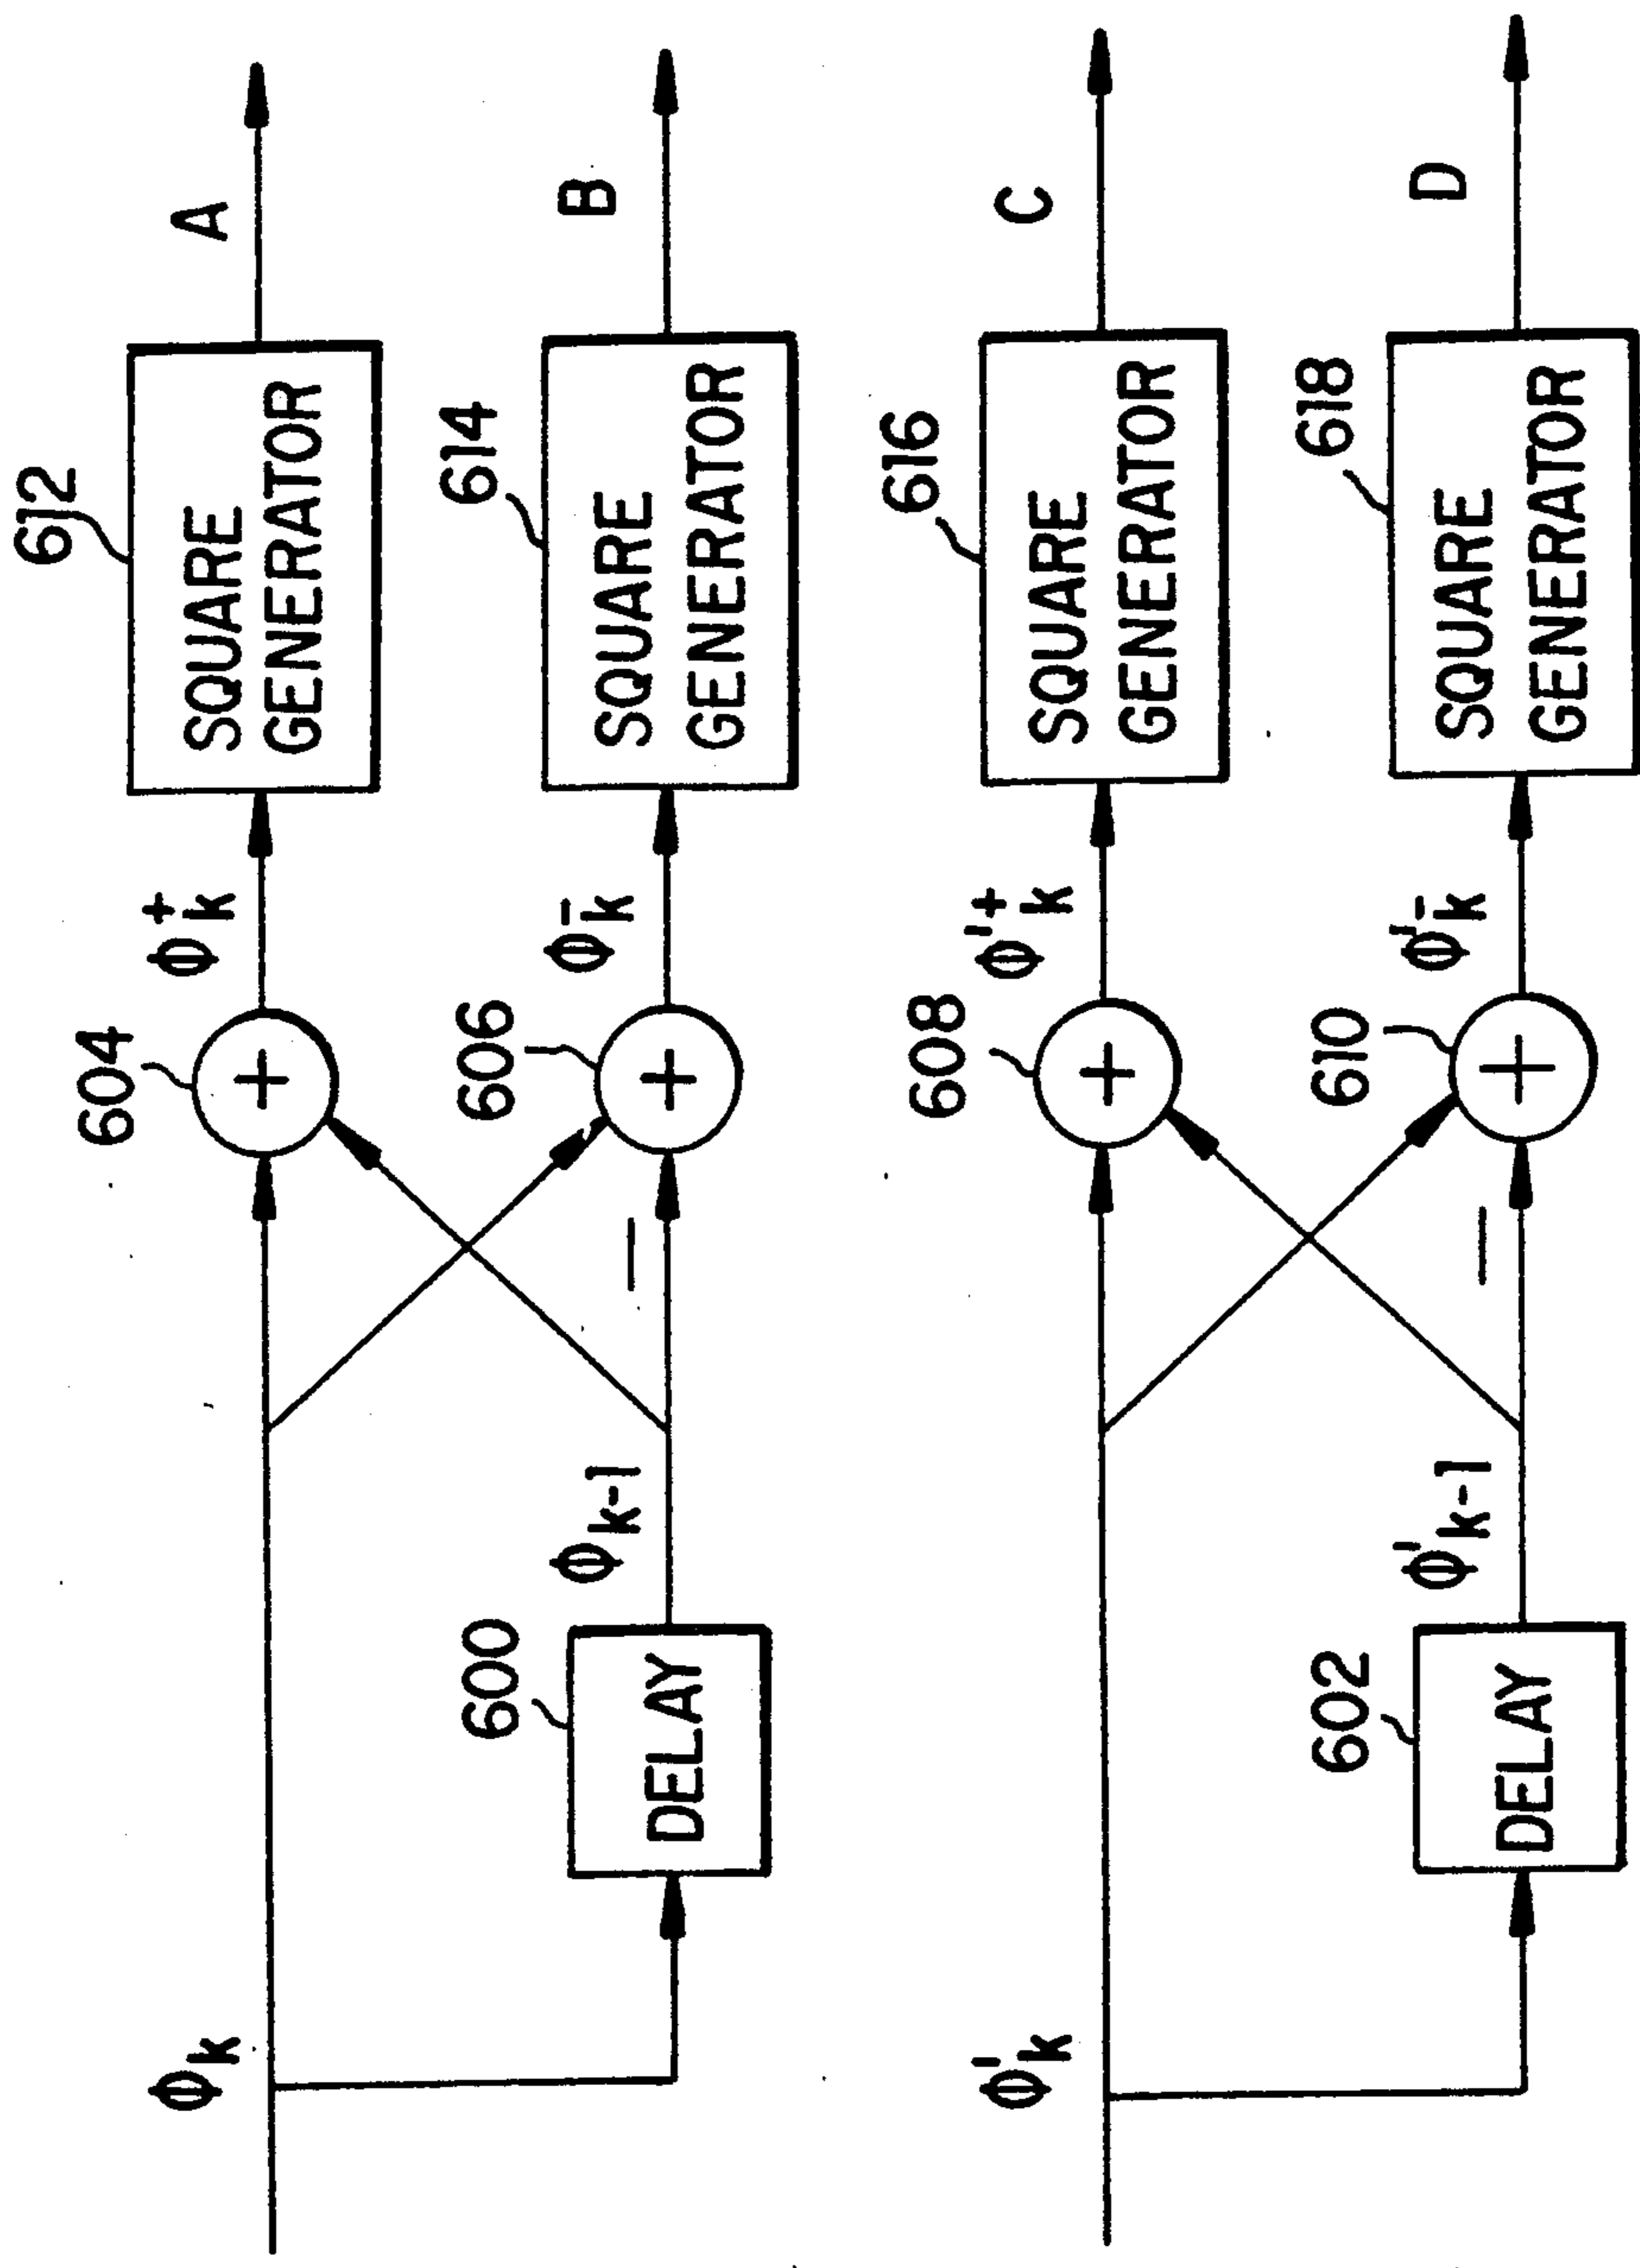 612
A
SQUARE
GENERATOR
ϕ⁺k
604
+
ϕk
614
B
SQUARE
GENERATOR
ϕ⁻k
606
+
—
ϕk-1
600
DELAY
616
C
SQUARE
GENERATOR
ϕ'⁺k
608
+
ϕ'k
618
D
SQUARE
GENERATOR
ϕ'⁻k
610
+
—
ϕ'k-1
602
DELAY